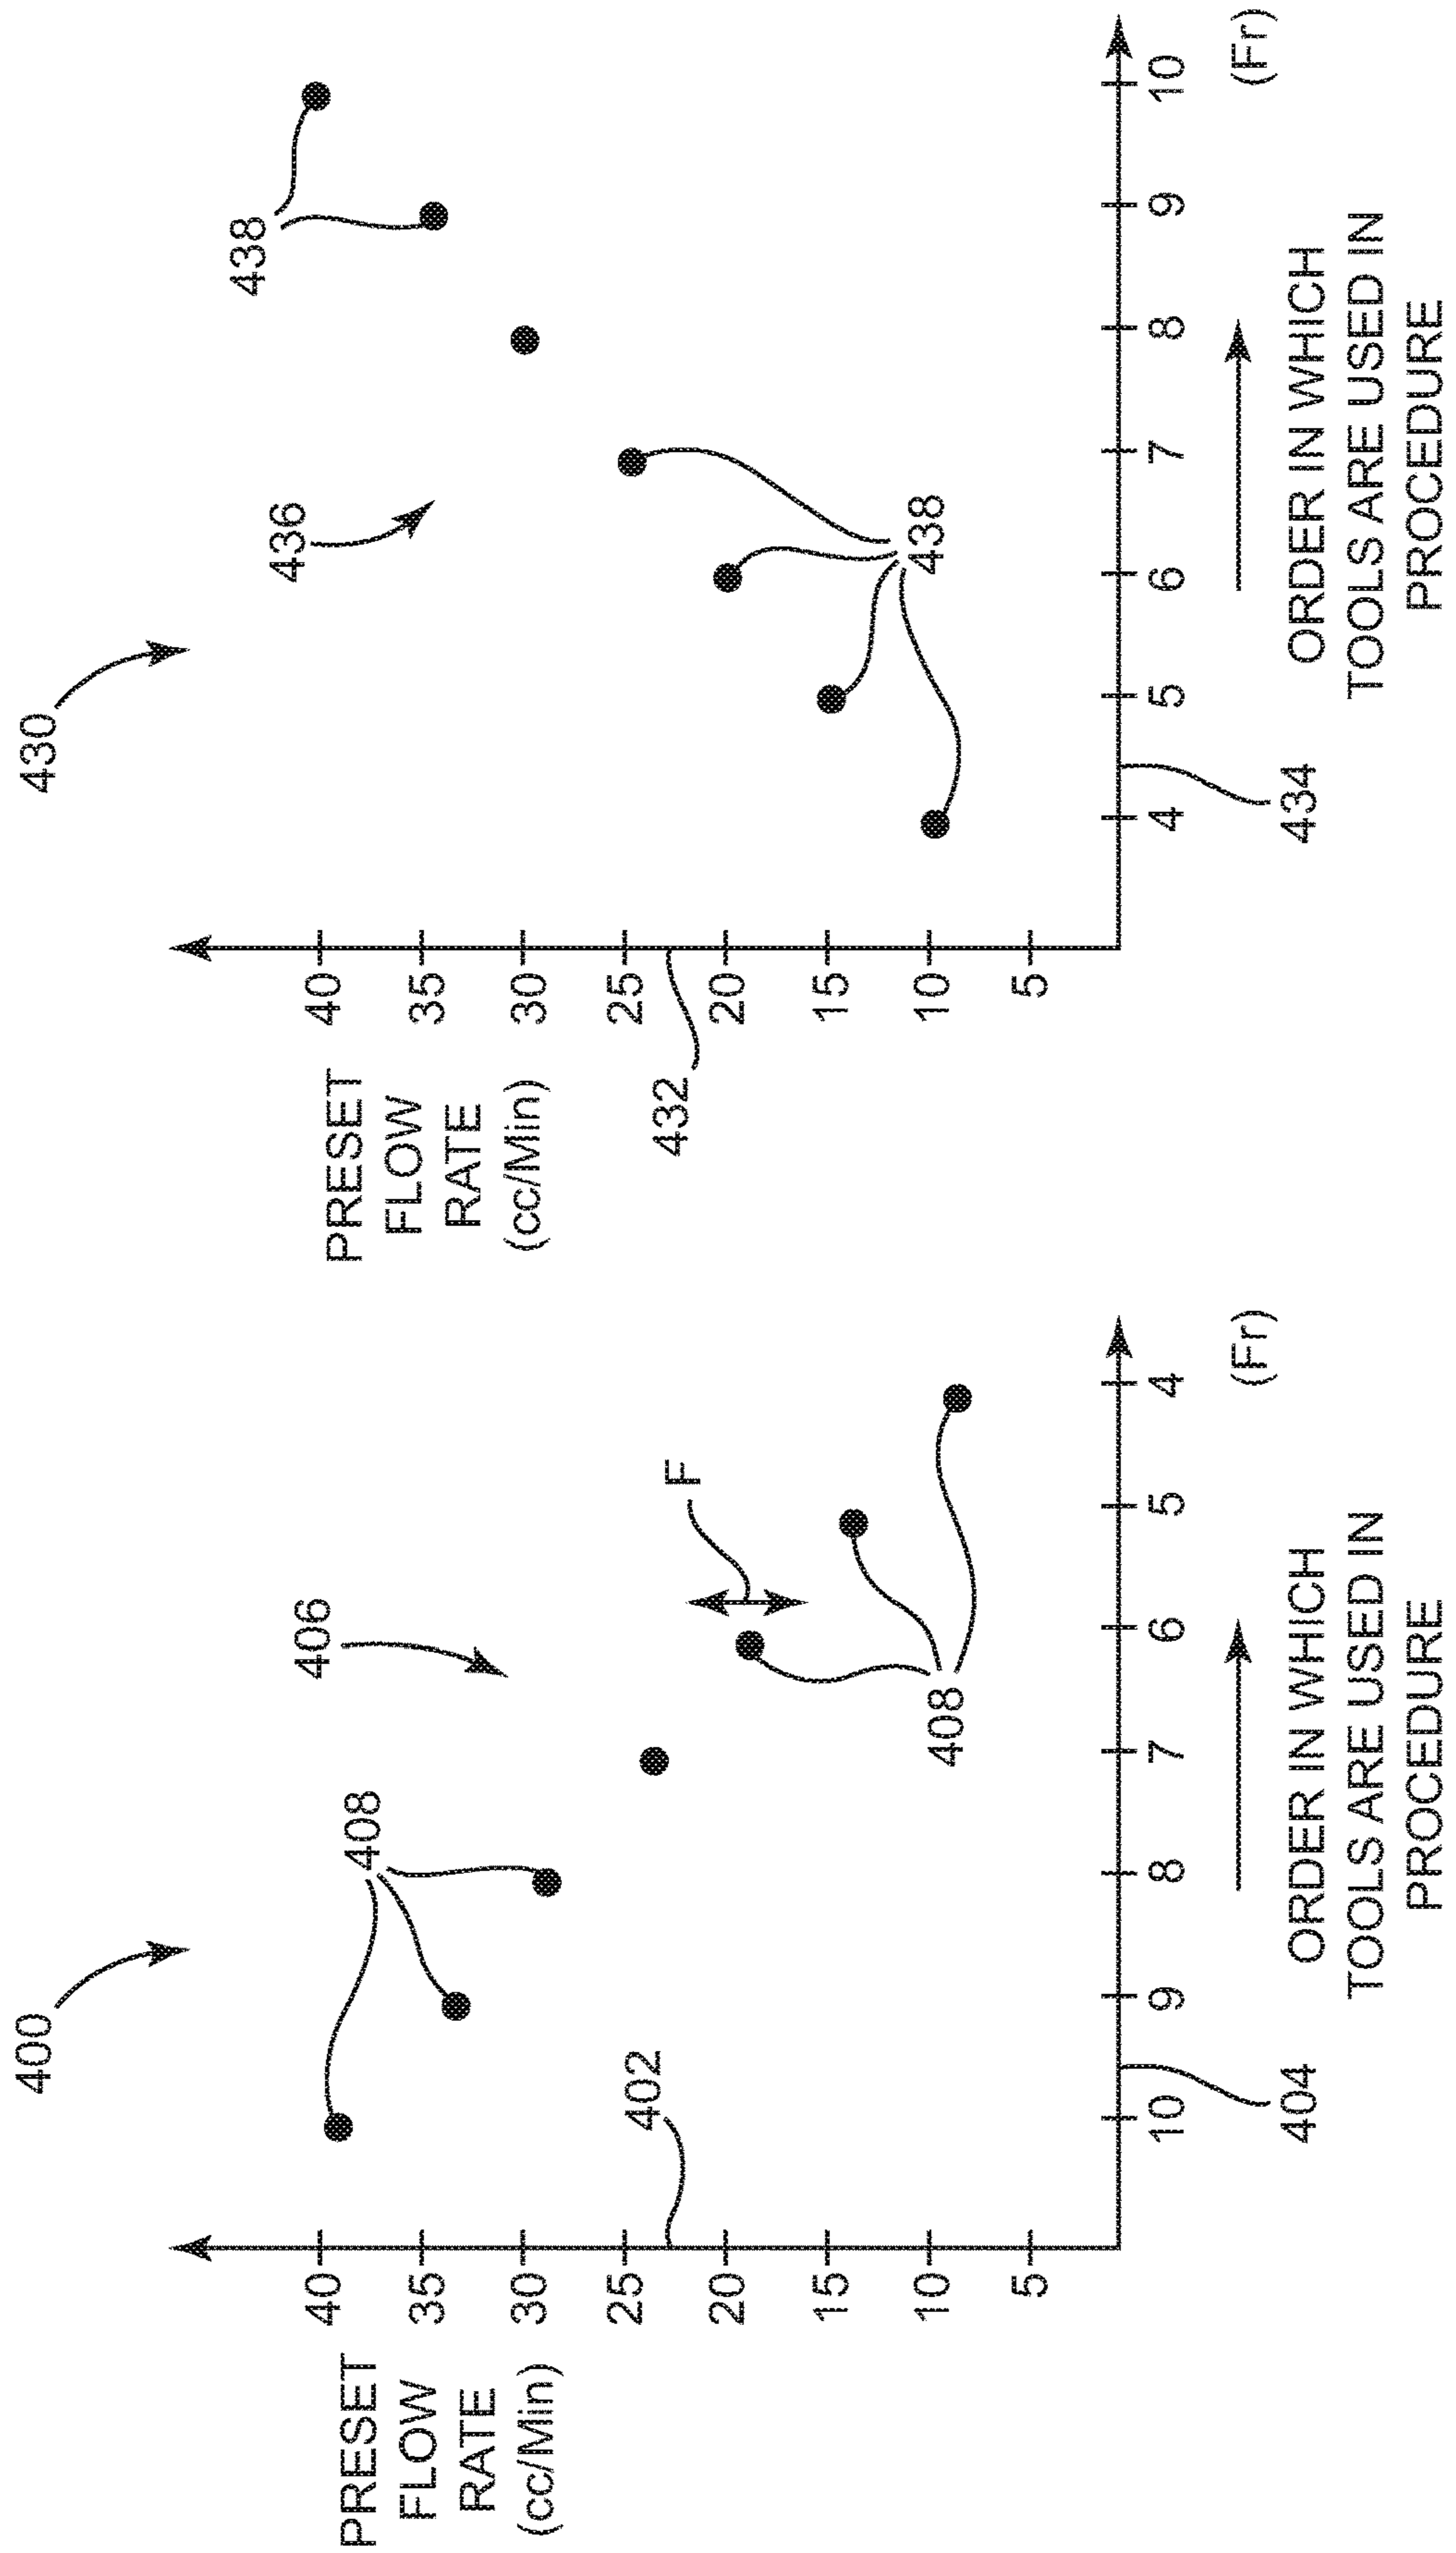 400
PRESET
FLOW
RATE
(cc/Min)
40
35
30
25
20
15
10
5
402
408
406
F
408
10
9
8
7
6
5
4
(Fr)
404
ORDER IN WHICH
TOOLS ARE USED IN
PROCEDURE
430
PRESET
FLOW
RATE
(cc/Min)
40
35
30
25
20
15
10
5
432
436
438
438
4
5
6
7
8
9
10
(Fr)
434
ORDER IN WHICH
TOOLS ARE USED IN
PROCEDURE